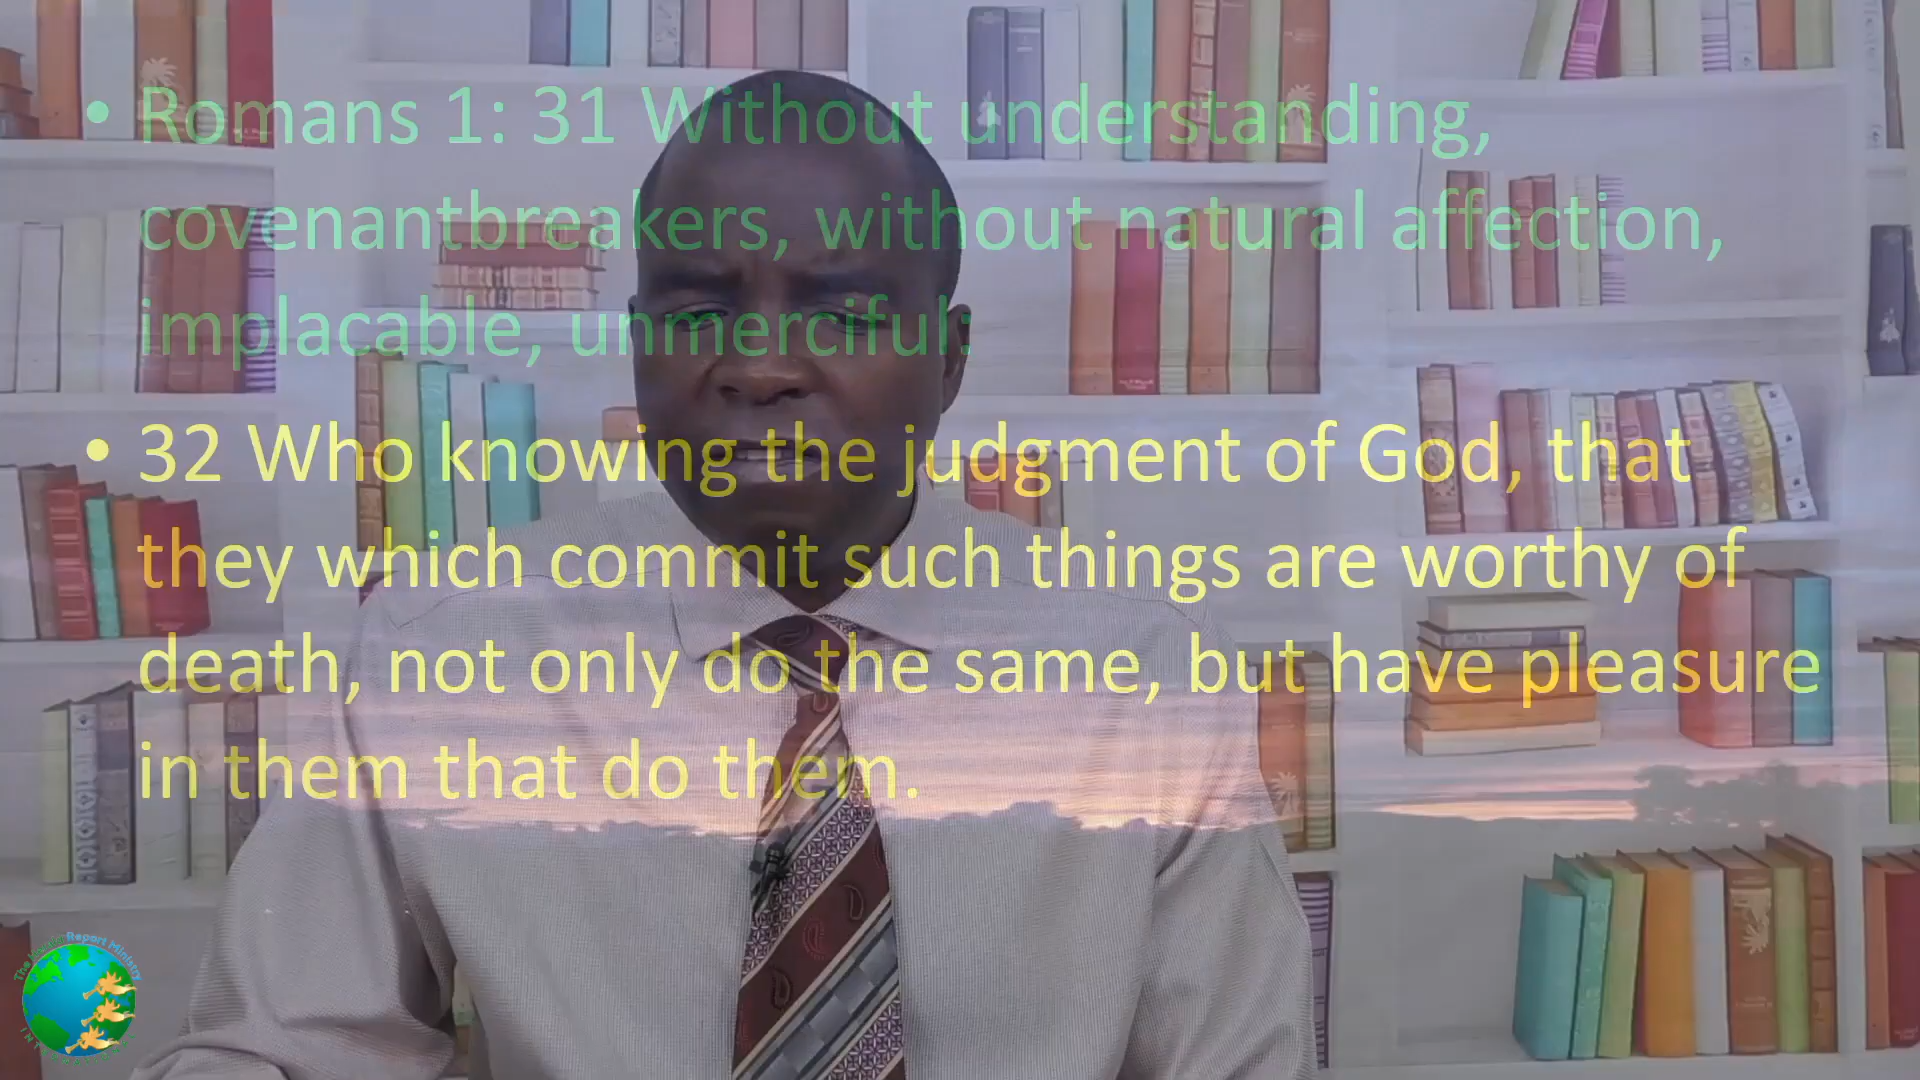 • Romans 1: 31 Without understanding,
covenantbreakers, without natural affection,
implacable, unmerciful:
• 32 Who knowing the judgment of God, that
they which commit such things are worthy of
death, not only do the same, but have pleasure
in them that do them.
Report Ministry